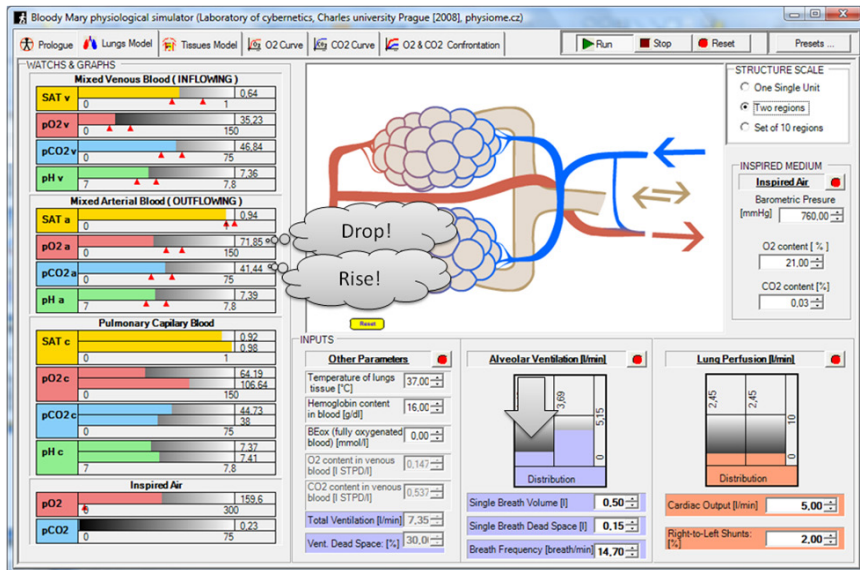 Bloody Mary physiological simulator (Laboratory of cybernetics, Charles university Prague [2008], physiome.cz)
Prologue Lungs Model Tissues Model O2 Curve CO2 Curve O2 & CO2 Confrontation Run Stop Reset Presets ...
WATCHS & GRAPHS
Mixed Venous Blood ( INFLOWING )
SAT v 0,64
0 1
pO2 v 35,23
0 150
pCO2 v 46,84
0 75
pH v 7,36
7 7,8
Mixed Arterial Blood ( OUTFLOWING )
SAT a 0,94
0 1
pO2 a 71,85
0 150
pCO2 a 41,44
0 75
pH a 7,39
7 7,8
Pulmonary Capilary Blood
SAT c 0.92
0.98
0 1
pO2 c 64.19
106.64
0 150
pCO2 c 44.73
38
0 75
pH c 7.37
7.41
7 7,8
Inspired Air
pO2 159.6
0 300
pCO2 0,23
0 75
Drop!
Rise!
Reset
STRUCTURE SCALE
One Single Unit
Two regions
Set of 10 regions
INSPIRED MEDIUM
Inspired Air
Barometric Presure
[mmHg] 760,00
O2 content [ % ]
21,00
CO2 content [%]
0,03
INPUTS
Other Parameters
Temperature of lungs
tissue [°C] 37,00
Hemoglobin content
in blood [g/dl] 16,00
BEox (fully oxygenated
blood) [mmol/l] 0,00
O2 content in venous
blood [l STPD/l] 0,147
CO2 content in venous
blood [l STPD/l] 0,537
Total Ventilation [l/min] 7,35
Vent. Dead Space: [%] 30,0
Alveolar Ventilation [l/min]
3,69
5,15
0
Distribution
Single Breath Volume [l] 0,50
Single Breath Dead Space [l] 0,15
Breath Frequency [breath/min] 14,70
Lung Perfusion [l/min]
2,45 2,45
10
0
Distribution
Cardiac Output [l/min] 5,00
Right-to-Left Shunts:
[%] 2,00